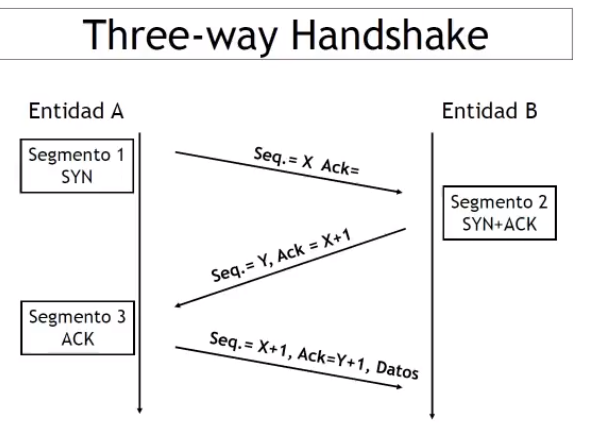 Three-way Handshake
Entidad A
Entidad B
Segmento 1
SYN
Seq.= X Ack=
Segmento 2
SYN+ACK
Seq.= Y, Ack = X+1
Segmento 3
ACK
Seq.= X+1, Ack=Y+1, Datos